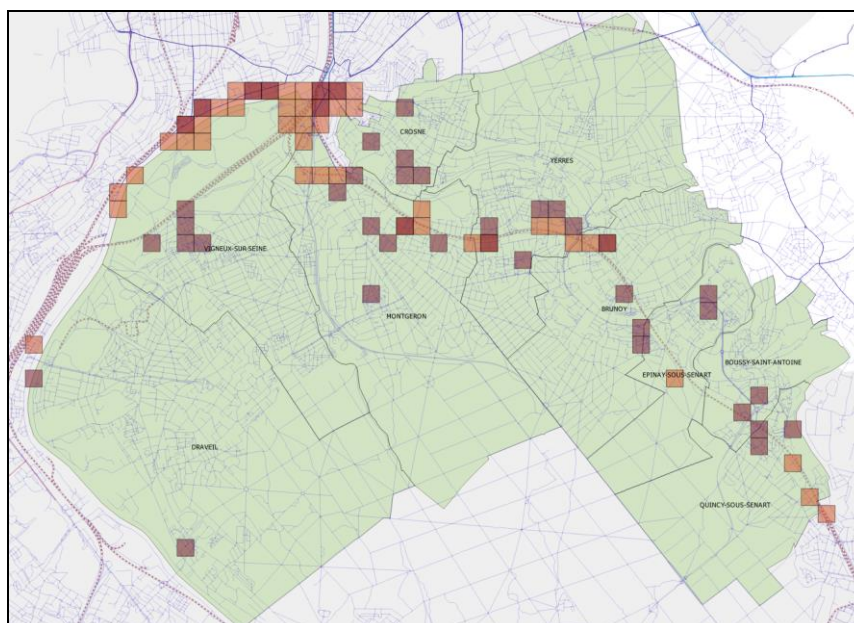 CROSNE
YERRES
VIGNEUX-SUR-SEINE
MONTGERON
BRUNOY
BOUSSY-SAINT-ANTOINE
EPINAY-SOUS-SENART
DRAVEIL
QUINCY-SOUS-SENART